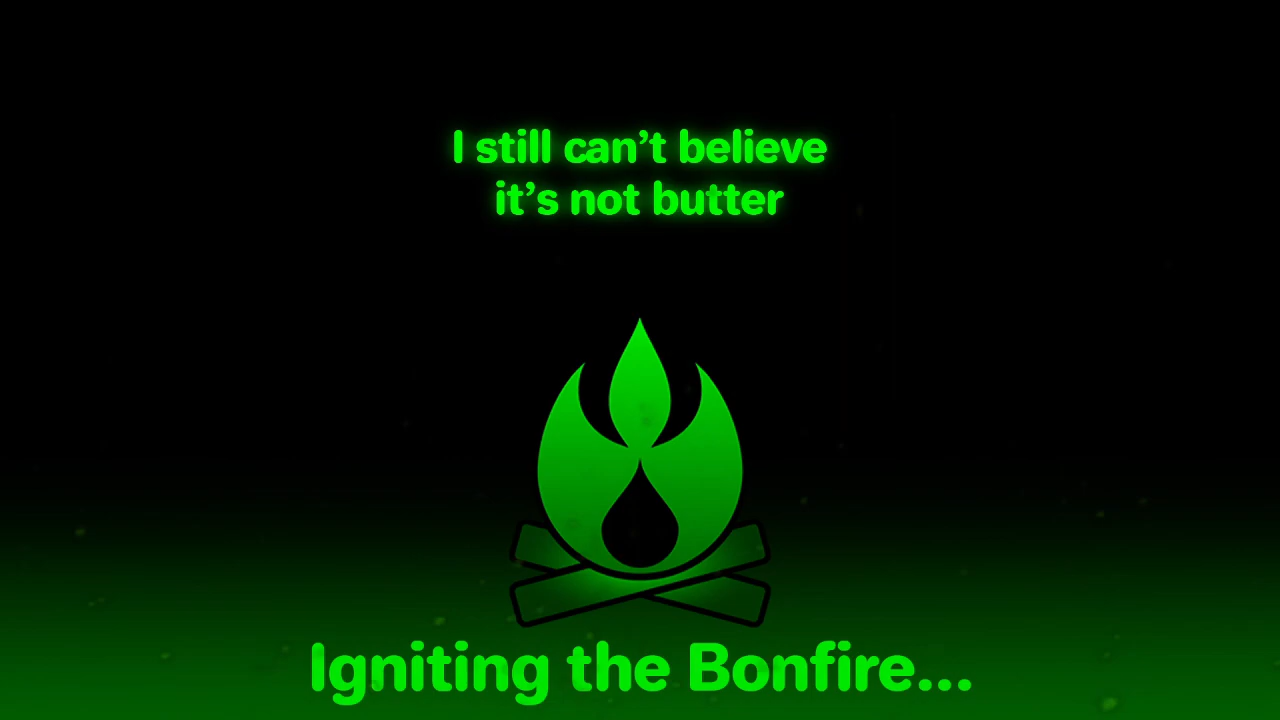 I still can’t believe
it’s not butter
Igniting the Bonfire...